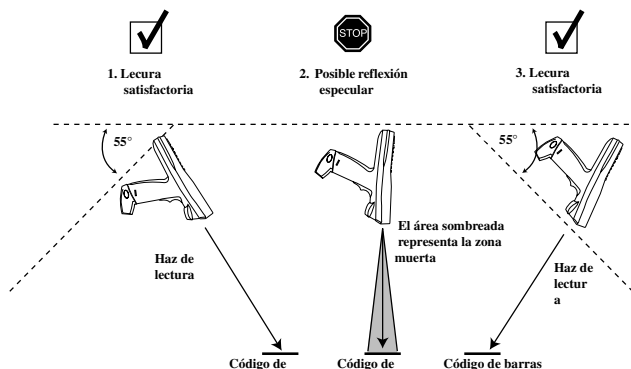 STOP
1. Lecura
satisfactoria
2. Posible reflexión
especular
3. Lecura
satisfactoria
55°
55°
El área sombreada
representa la zona
muerta
Haz de
lectura
Haz de
lectur
a
Código de
Código de
Código de barras